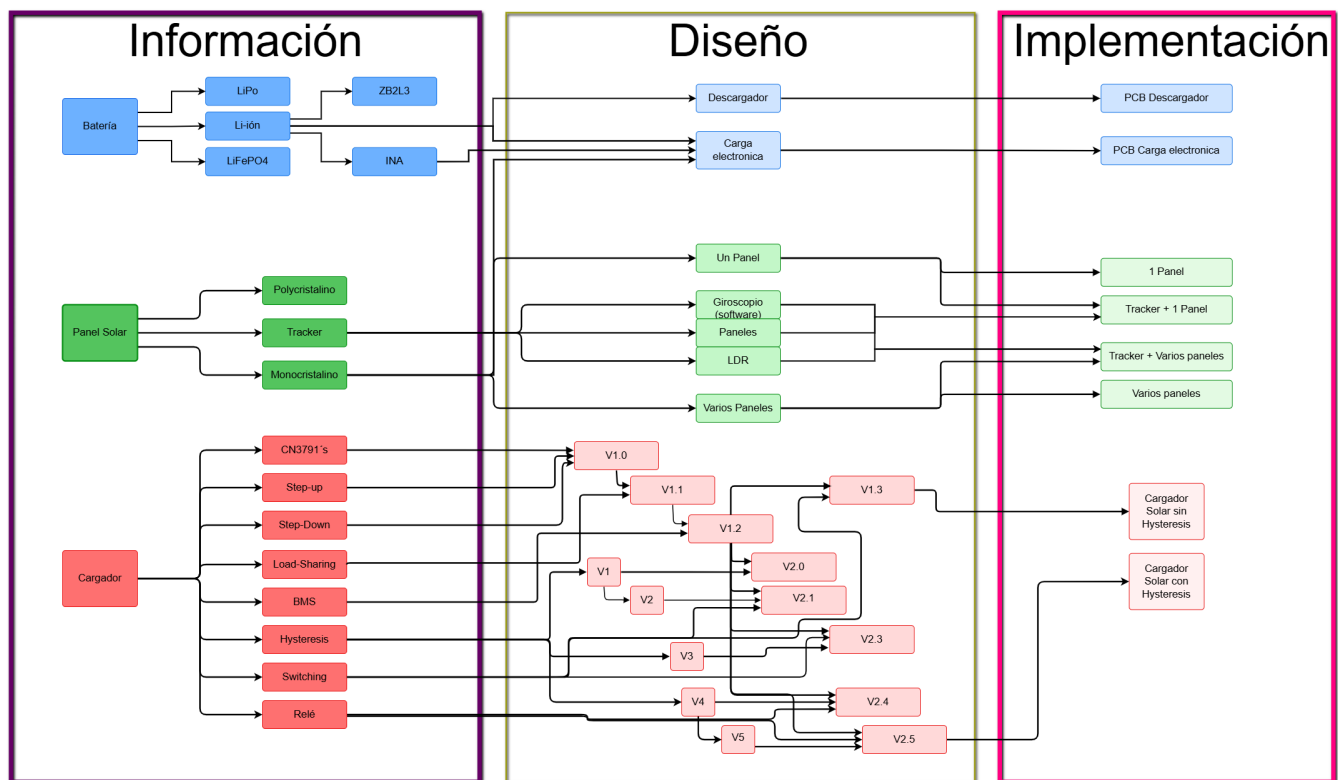 Información
Diseño
Implementación
LiPo
ZB2L3
Descargador
PCB Descargador
Batería
Li-ión
Carga
electronica
PCB Carga electronica
LiFePO4
INA
Un Panel
1 Panel
Polycristalino
Giroscopio
(software)
Tracker + 1 Panel
Panel Solar
Tracker
Paneles
LDR
Tracker + Varios paneles
Monocristalino
Varios Paneles
Varios paneles
CN3791´s
V1.0
Step-up
V1.1
V1.3
Cargador
Solar sin
Hysteresis
Step-Down
V1.2
Load-Sharing
V1
V2.0
Cargador
Cargador
Solar con
Hysteresis
BMS
V2
V2.1
Hysteresis
V3
V2.3
Switching
V4
V2.4
Relé
V5
V2.5